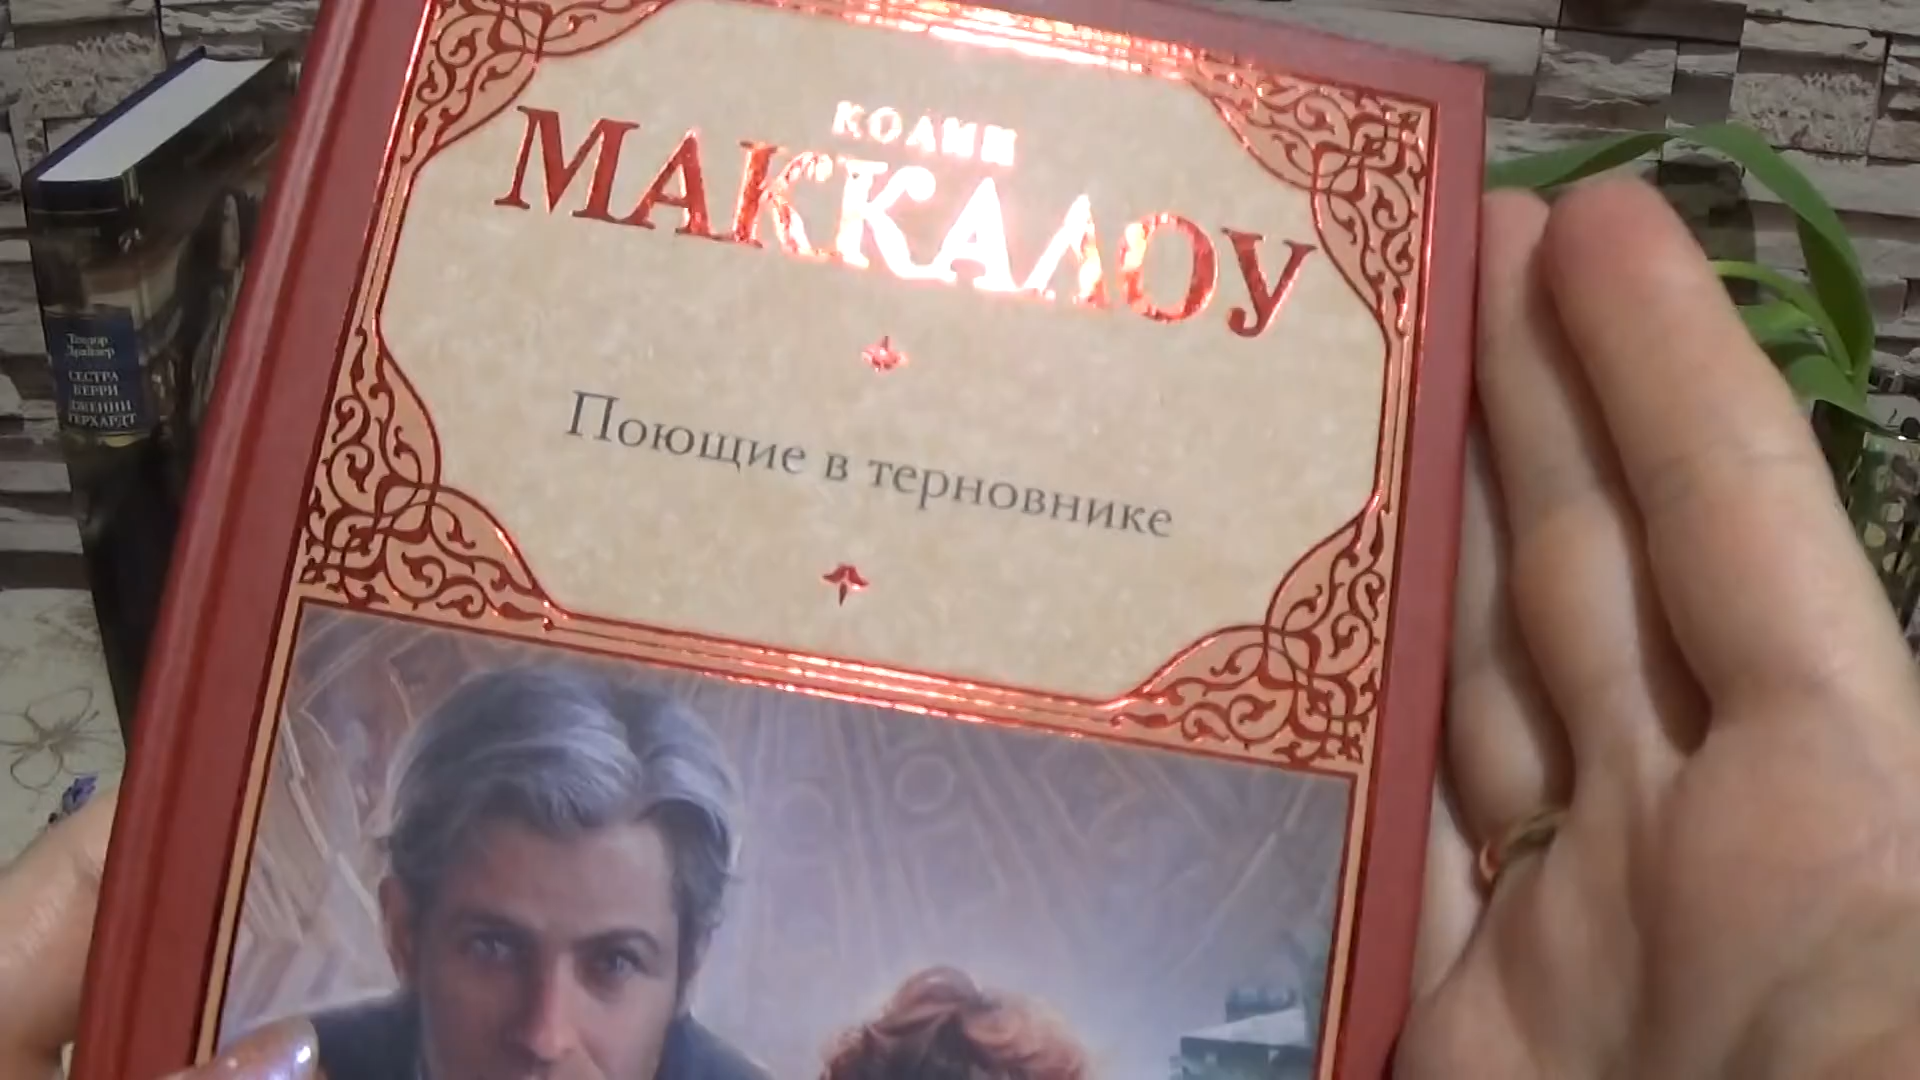 КОЛИН
МАККАЛОУ
Поющие в терновнике
Теодор
Драйзер
СЕСТРА
КЕРРИ
ДЖЕННИ
ГЕРХАРДТ